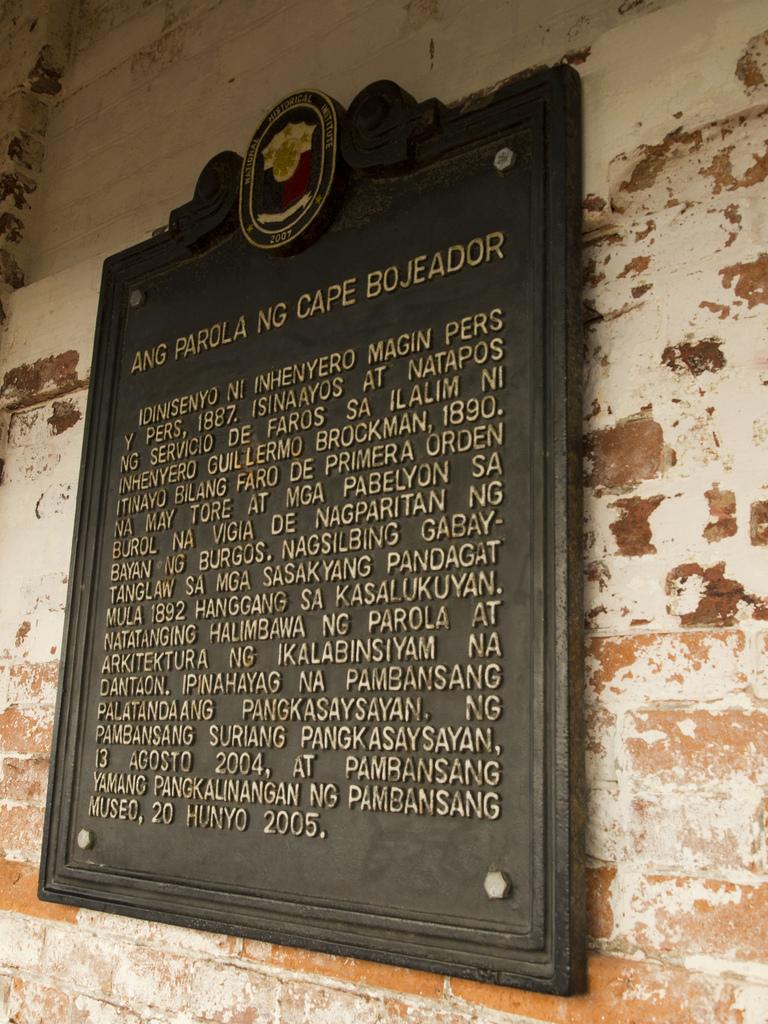 NATIONAL HISTORICAL INSTITUTE
2007
ANG PAROLA NG CAPE BOJEADOR
IDINISENYO NI INHENYERO MAGIN PERS
Y PERS, 1887. ISINAAYOS AT NATAPOS
NG SERVICIO DE FAROS SA ILALIM NI
INHENYERO GUILLERMO BROCKMAN, 1890.
ITINAYO BILANG FARO DE PRIMERA ORDEN
NA MAY TORE AT MGA PABELYON SA
BUROL NA VIGIA DE NAGPARITAN NG
BAYAN NG BURGOS. NAGSILBING GABAY-
TANGLAW SA MGA SASAKYANG PANDAGAT
MULA 1892 HANGGANG SA KASALUKUYAN.
NATATANGING HALIMBAWA NG PAROLA AT
ARKITEKTURA NG IKALABINSIYAM NA
DANTAON. IPINAHAYAG NA PAMBANSANG
PALATANDAANG PANGKASAYSAYAN. NG
PAMBANSANG SURIANG PANGKASAYSAYAN,
13 AGOSTO 2004, AT PAMBANSANG
YAMANG PANGKALINANGAN NG PAMBANSANG
MUSEO, 20 HUNYO 2005.